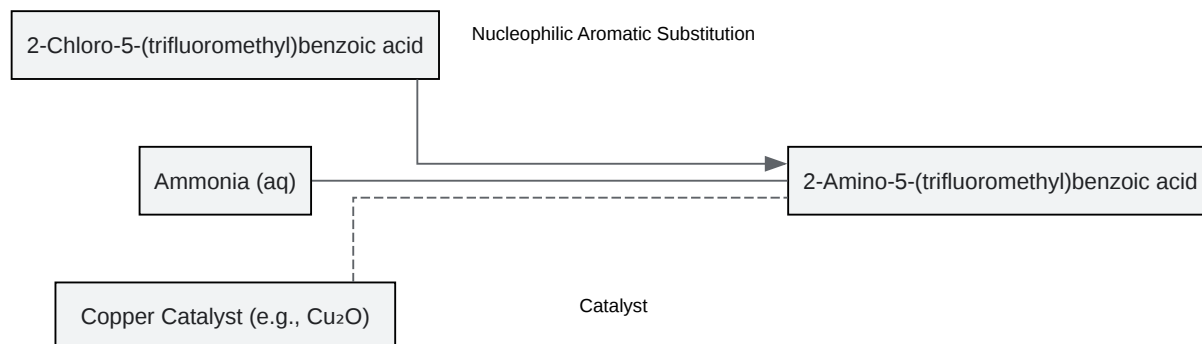 2-Chloro-5-(trifluoromethyl)benzoic acid
Nucleophilic Aromatic Substitution
Ammonia (aq)
2-Amino-5-(trifluoromethyl)benzoic acid
Copper Catalyst (e.g., Cu₂O)
Catalyst